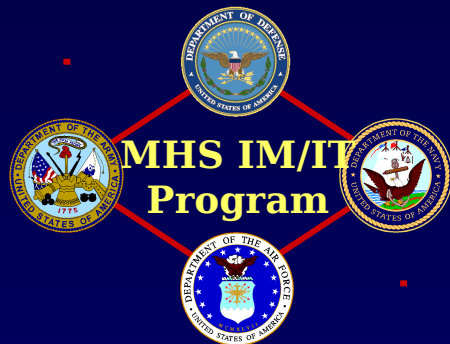 DEPARTMENT OF DEFENSE
UNITED STATES OF AMERICA
DEPARTMENT OF THE ARMY
1775
UNITED STATES OF AMERICA
MHS IM/IT
Program
DEPARTMENT OF THE NAVY
UNITED STATES OF AMERICA
DEPARTMENT OF THE AIR FORCE
MCMXLVII
UNITED STATES OF AMERICA